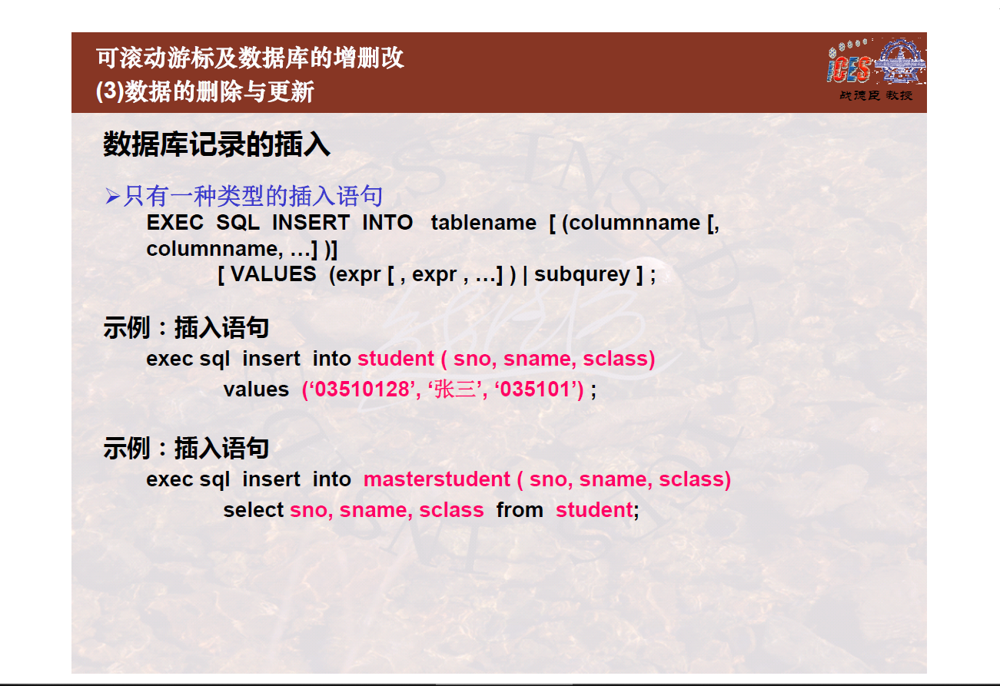 可滚动游标及数据库的增删改
(3)数据的删除与更新
iCES
战德臣 教授
数据库记录的插入
➢只有一种类型的插入语句
EXEC SQL INSERT INTO tablename [ (columnname [,
columnname, …] )]
[ VALUES (expr [ , expr , …] ) | subqurey ] ;
示例：插入语句
exec sql insert into student ( sno, sname, sclass)
values (‘03510128’, ‘张三’, ‘035101’) ;
示例：插入语句
exec sql insert into masterstudent ( sno, sname, sclass)
select sno, sname, sclass from student;